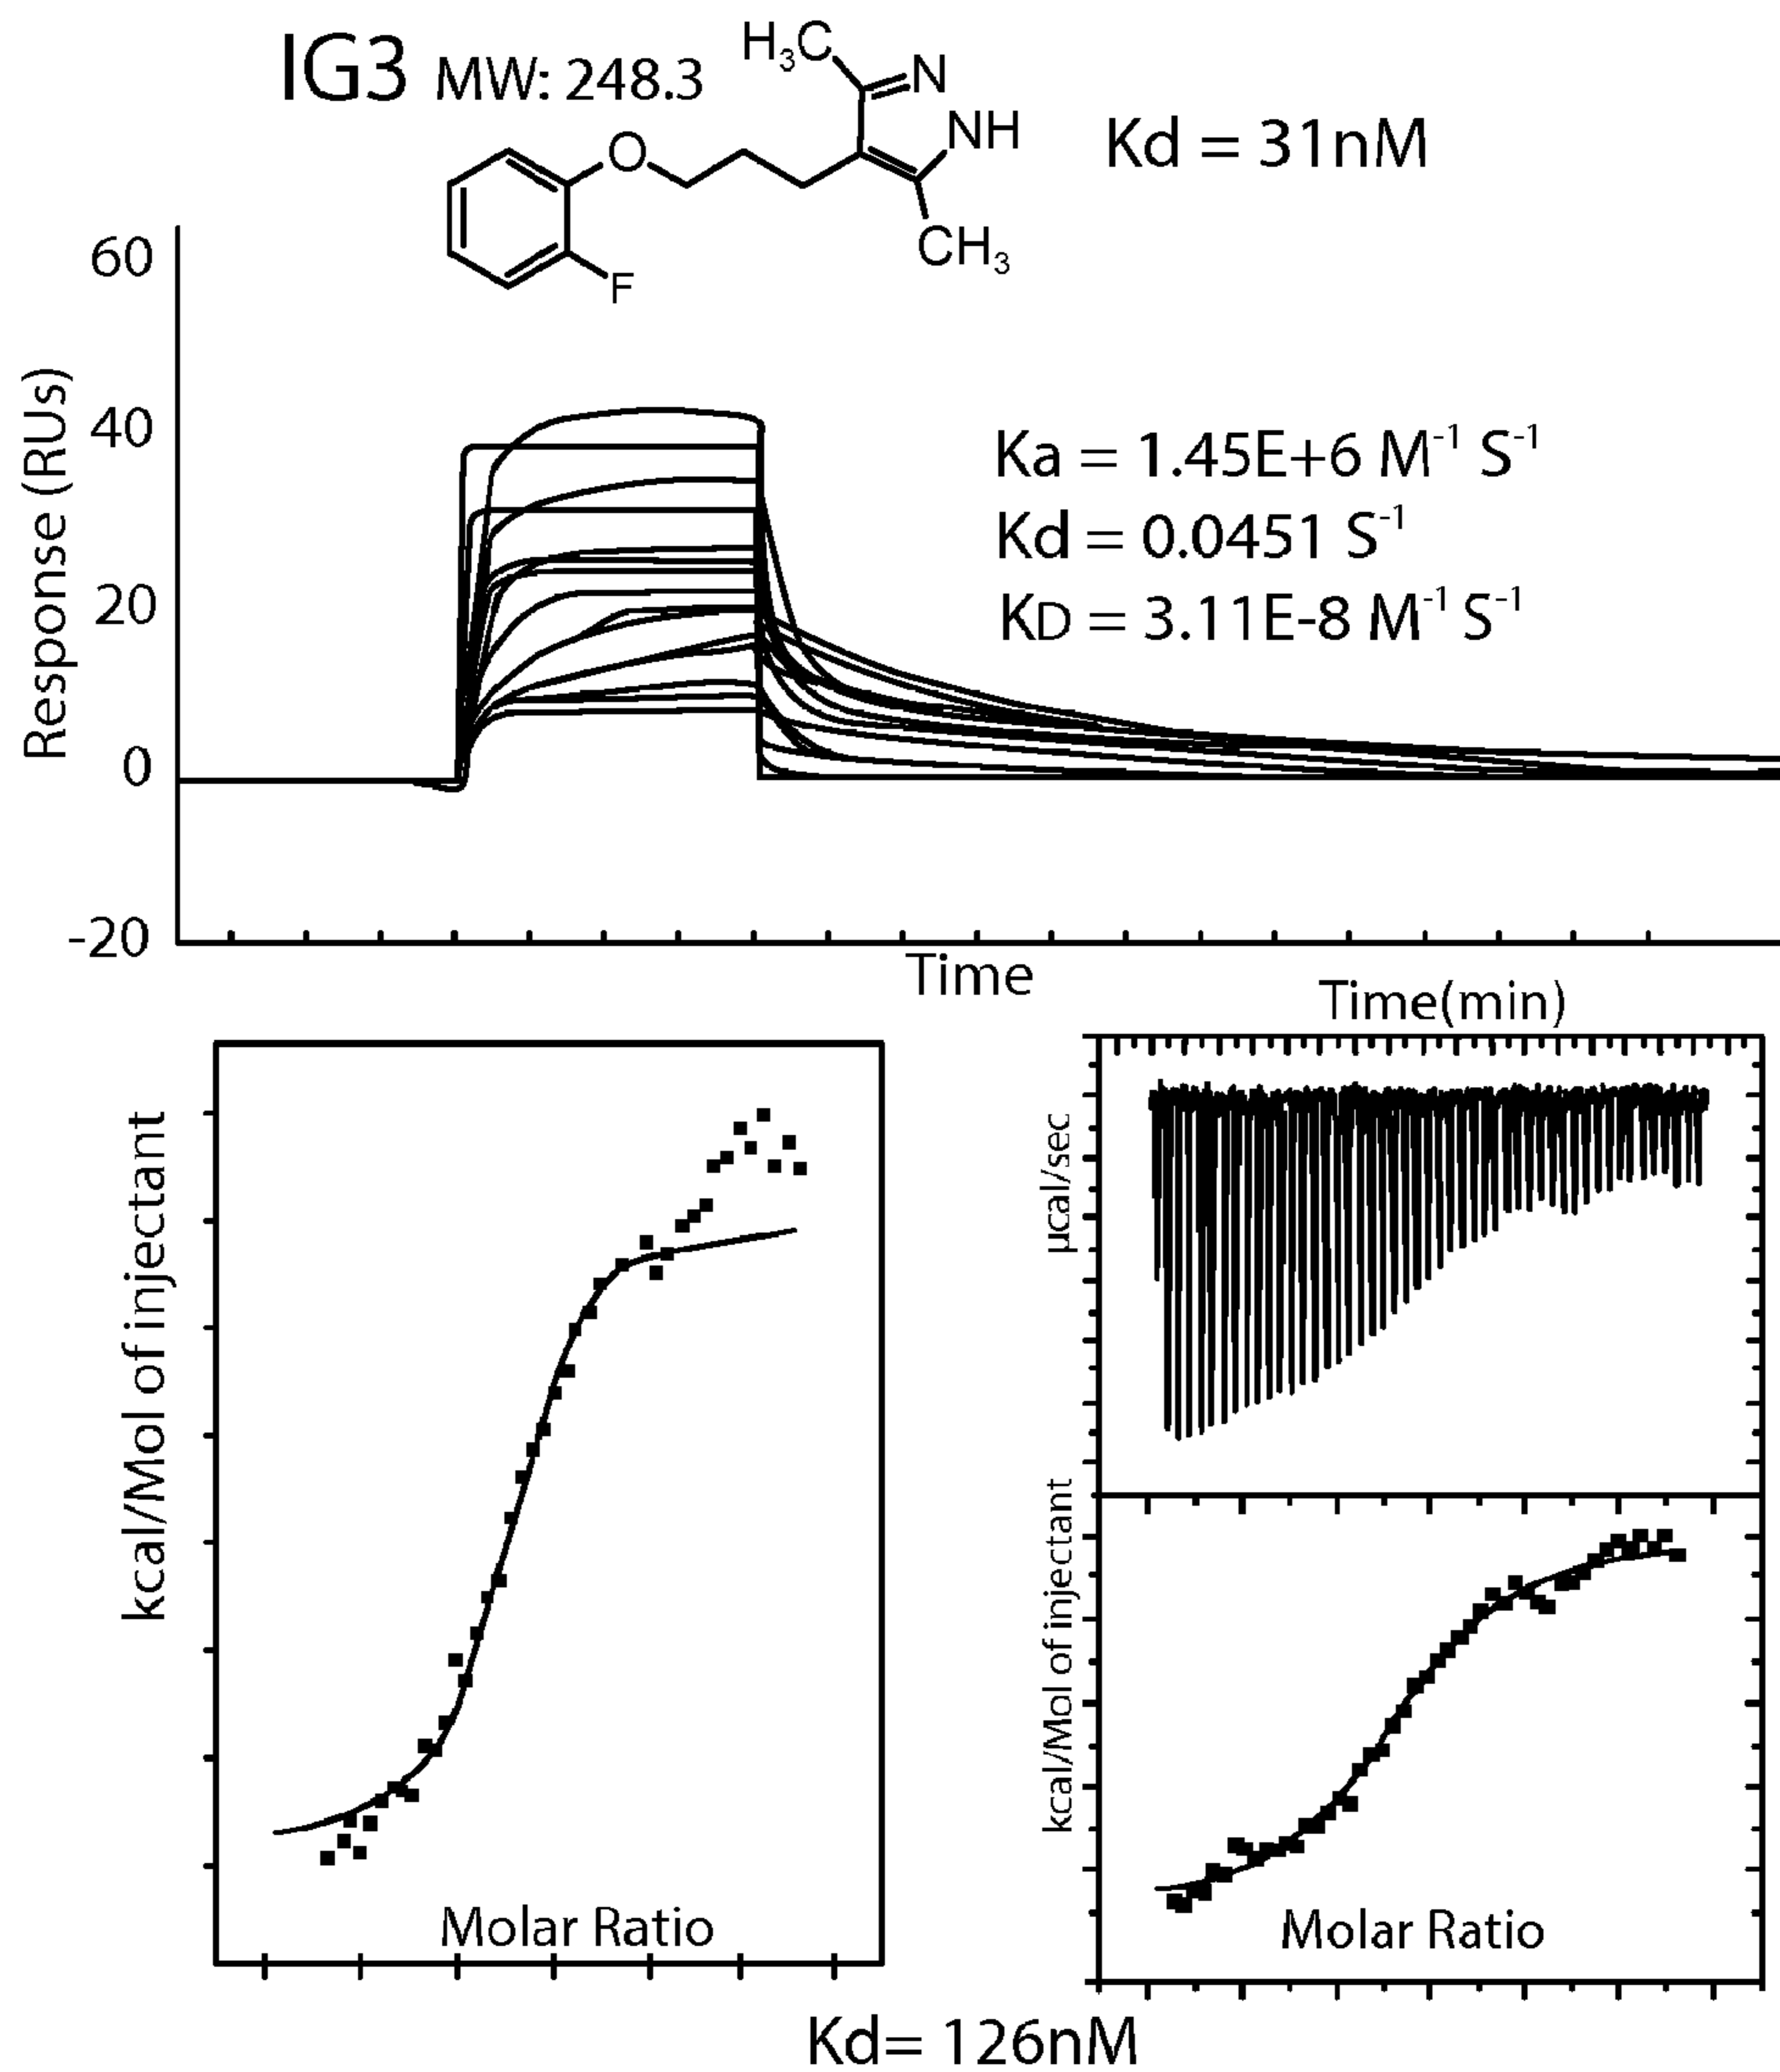 IG3 MW: 248.3
H₃C
N
NH
O
CH₃
F
Kd = 31nM
60
40
20
0
-20
Response (RUs)
Ka = 1.45E+6 M⁻¹ S⁻¹
Kd = 0.0451 S⁻¹
KD = 3.11E-8 M⁻¹ S⁻¹
Time
Time(min)
kcal/Mol of injectant
Molar Ratio
µcal/sec
kcal/Mol of injectant
Molar Ratio
Kd= 126nM